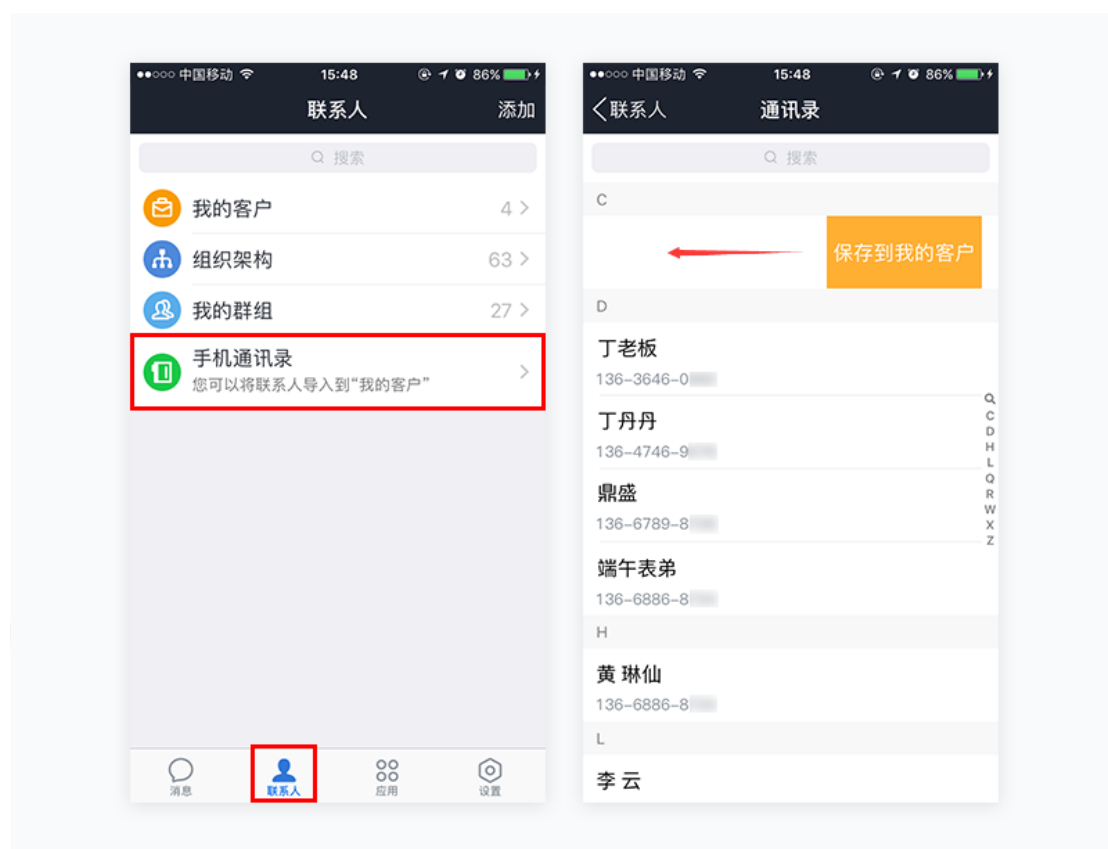 中国移动 15:48 86%
联系人 添加
搜索
我的客户 4
组织架构 63
我的群组 27
手机通讯录
您可以将联系人导入到“我的客户”
消息 联系人 应用 设置
中国移动 15:48 86%
联系人 通讯录
搜索
C
保存到我的客户
D
丁老板
136-3646-0
丁丹丹
136-4746-9
鼎盛
136-6789-8
端午表弟
136-6886-8
H
黄 琳仙
136-6886-8
L
李 云
C
D
H
L
Q
R
W
X
Z